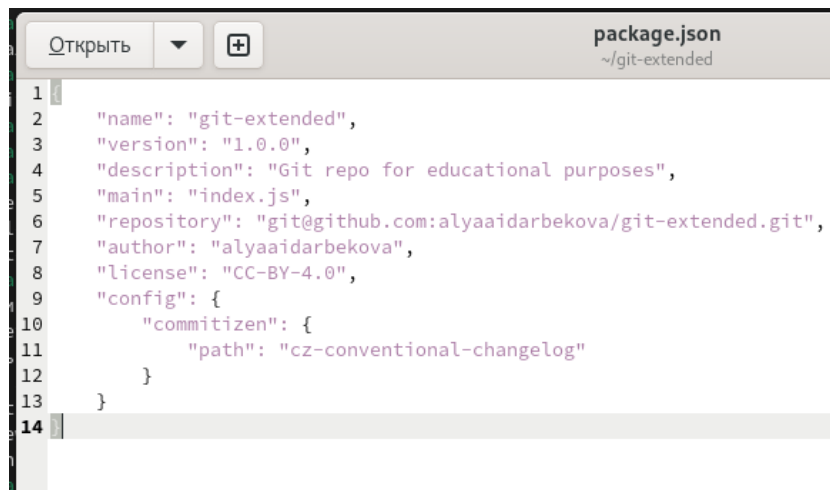 Открыть
package.json
~/git-extended
1 {
2     "name": "git-extended",
3     "version": "1.0.0",
4     "description": "Git repo for educational purposes",
5     "main": "index.js",
6     "repository": "git@github.com:alyaaidarbekova/git-extended.git",
7     "author": "alyaaidarbekova",
8     "license": "CC-BY-4.0",
9     "config": {
10         "commitizen": {
11             "path": "cz-conventional-changelog"
12         }
13     }
14 }